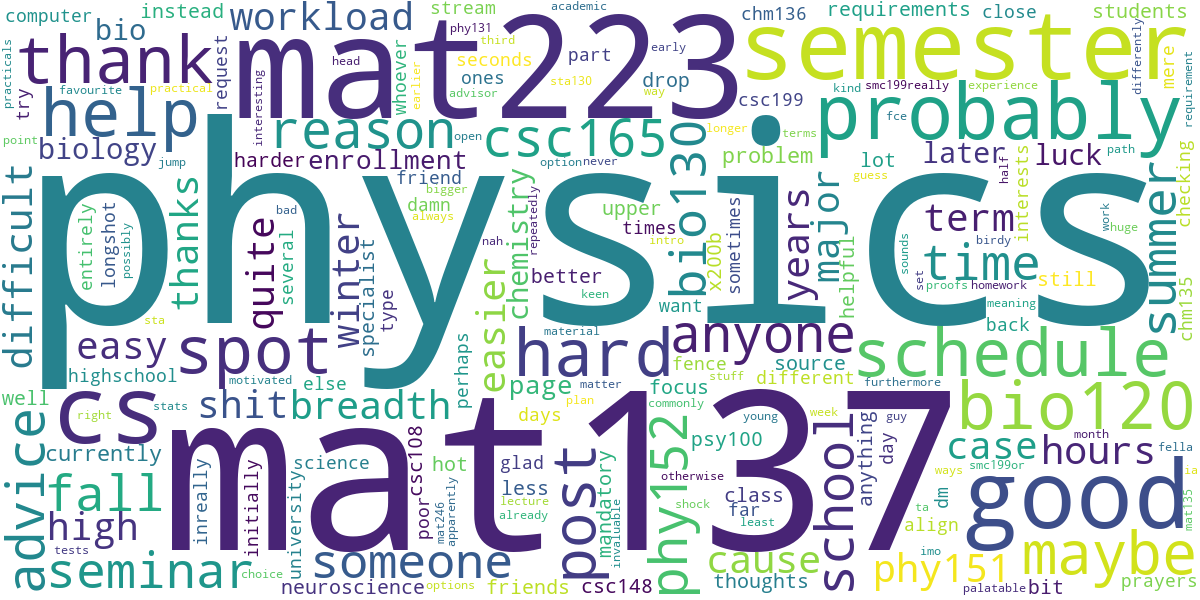 physics
mat223
mat137
semester
probably
good
cs
thank
help
hard
spot
post
schedule
bio120
maybe
anyone
someone
seminar
fall
advice
high
reason
csc165
workload
school
phy152
phy151
time
term
hours
case
cause
summer
luck
later
major
years
bio130
easier
breadth
shit
easy
quite
winter
thanks
difficult
biology
bio
computer
instead
request
try
practicals
favourite
practical
interesting
head
phy131
stream
whoever
earlier
advisor
academic
third
seconds
ones
part
sta130
way
early
drop
csc199
chm136
requirements
close
students
smc199really
experience
kind
fce
differently
mere
requirement
checking
path
longer
terms
problem
open
option
never
guess
lot
interests
half
harder
enrollment
friend
bigger
damn
always
chemistry
upper
times
intro
nah.
repeatedly
sometimes
x200b
want
better
keen
point
jump
bad
entirely
longshot
possibly
several
specialist
type
helpful
sounds
set
birdy
proofs
homework
work
huge
still
meaning
back
chm135
sta
highschool
motivated
else
perhaps
page
material
fence
stuff
source
different
focus
matter
commonly
plan
days
well
right
stats
currently
inreally
initially
university
science
neuroscience
choice
tests
poor
csc108
mat246
apparently
hot
glad
less
lecture
already
options
friends
csc148
mandatory
invaluable
psy100
otherwise
shock
least
class
far
young
week
thoughts
day
anything
guy
furthermore
month
smc199or
fella
ways
mat135
ia
dm
align
ta
imo
palatable
bit
prayers